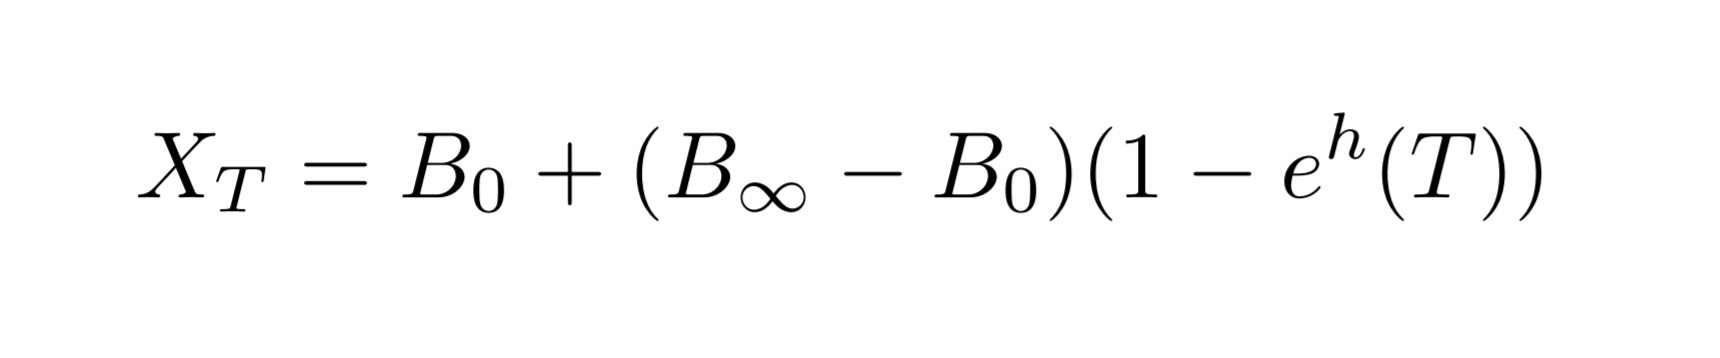 X_T = B_0 + (B_∞ − B_0)(1 − e^h(T))